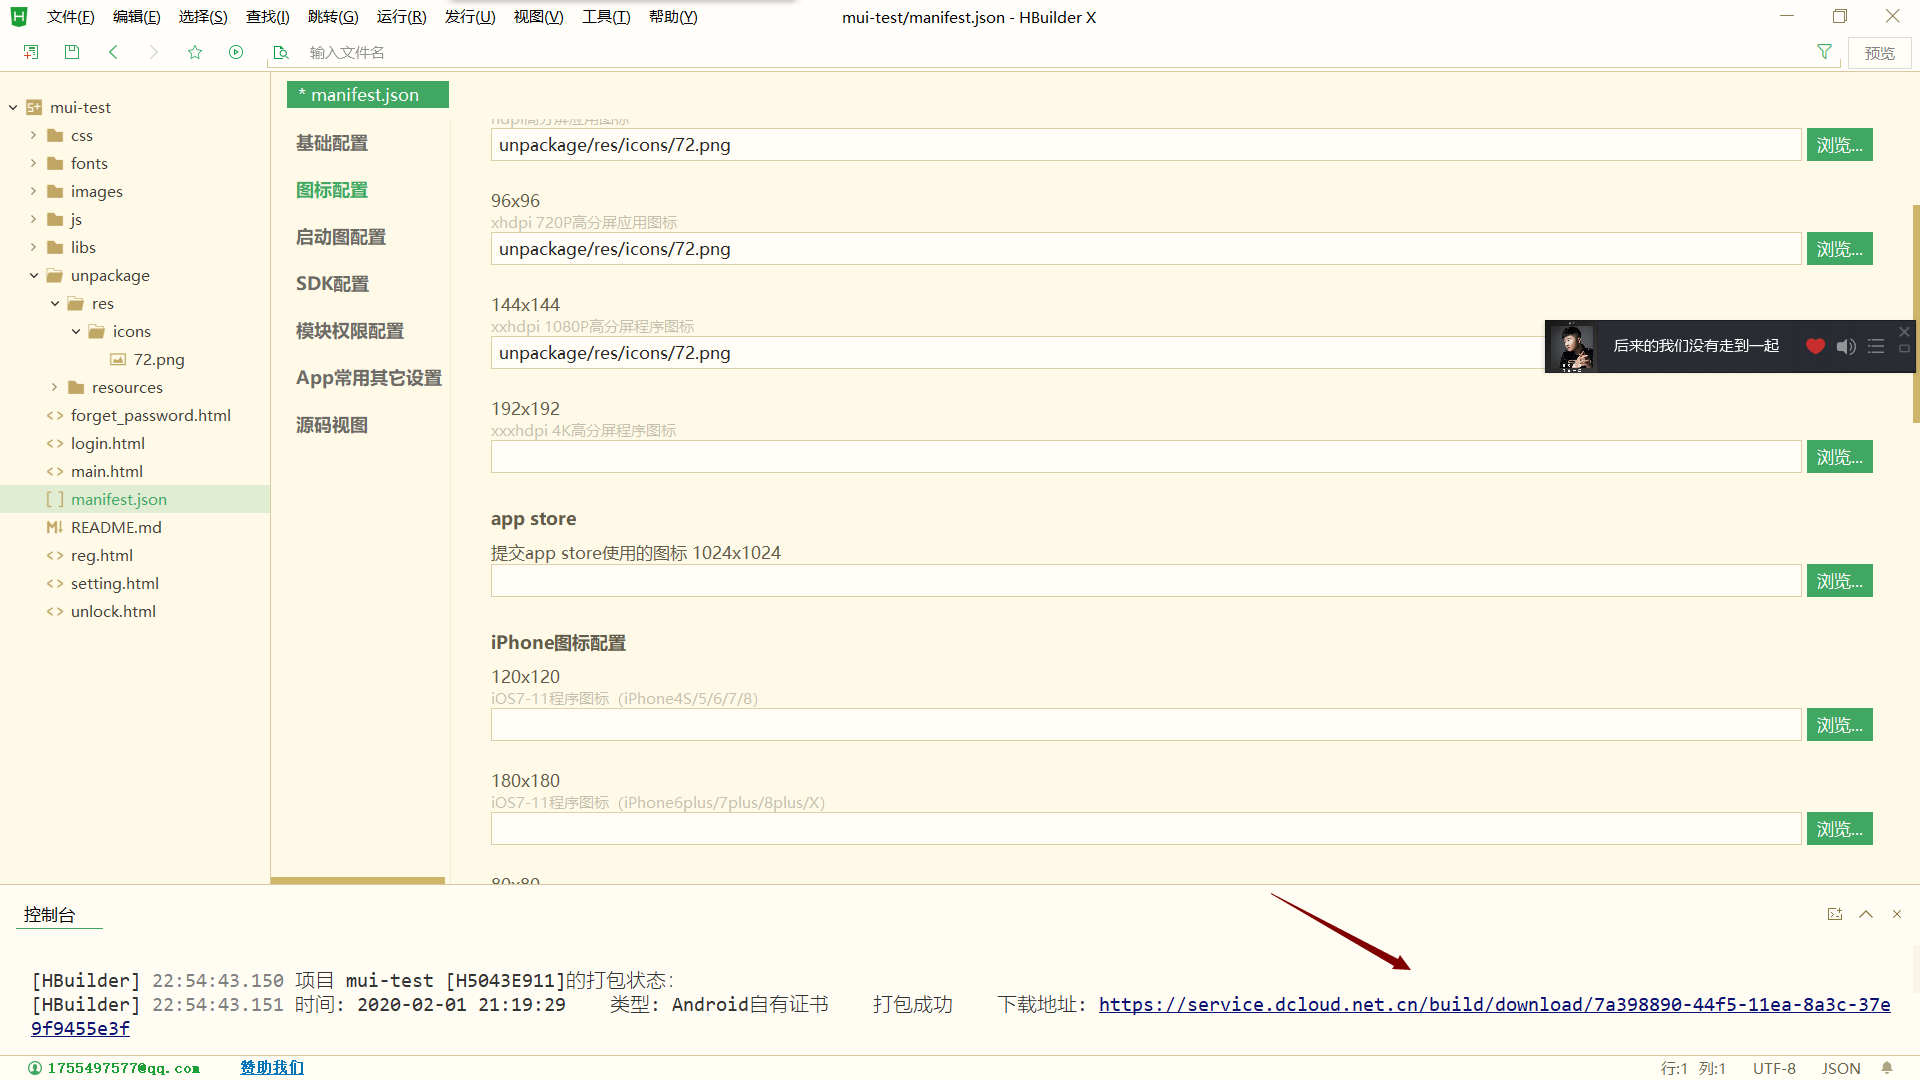 文件(F) 编辑(E) 选择(S) 查找(I) 跳转(G) 运行(R) 发行(U) 视图(V) 工具(T) 帮助(Y)
mui-test/manifest.json - HBuilder X
输入文件名
预览
mui-test
css
fonts
images
js
libs
unpackage
res
icons
72.png
resources
forget_password.html
login.html
main.html
manifest.json
README.md
reg.html
setting.html
unlock.html
* manifest.json
基础配置
图标配置
启动图配置
SDK配置
模块权限配置
App常用其它设置
源码视图
hdpi高分屏应用图标
unpackage/res/icons/72.png 浏览...
96x96
xhdpi 720P高分屏应用图标
unpackage/res/icons/72.png 浏览...
144x144
xxhdpi 1080P高分屏程序图标
unpackage/res/icons/72.png
后来的我们没有走到一起
192x192
xxxhdpi 4K高分屏程序图标
浏览...
app store
提交app store使用的图标 1024x1024
浏览...
iPhone图标配置
120x120
iOS7-11程序图标（iPhone4S/5/6/7/8）
浏览...
180x180
iOS7-11程序图标（iPhone6plus/7plus/8plus/X）
浏览...
80x80
控制台
[HBuilder] 22:54:43.150 项目 mui-test [H5043E911]的打包状态:
[HBuilder] 22:54:43.151 时间: 2020-02-01 21:19:29 类型: Android自有证书 打包成功 下载地址: https://service.dcloud.net.cn/build/download/7a398890-44f5-11ea-8a3c-37e
9f9455e3f
1755497577@qq.com 赞助我们
行:1 列:1 UTF-8 JSON